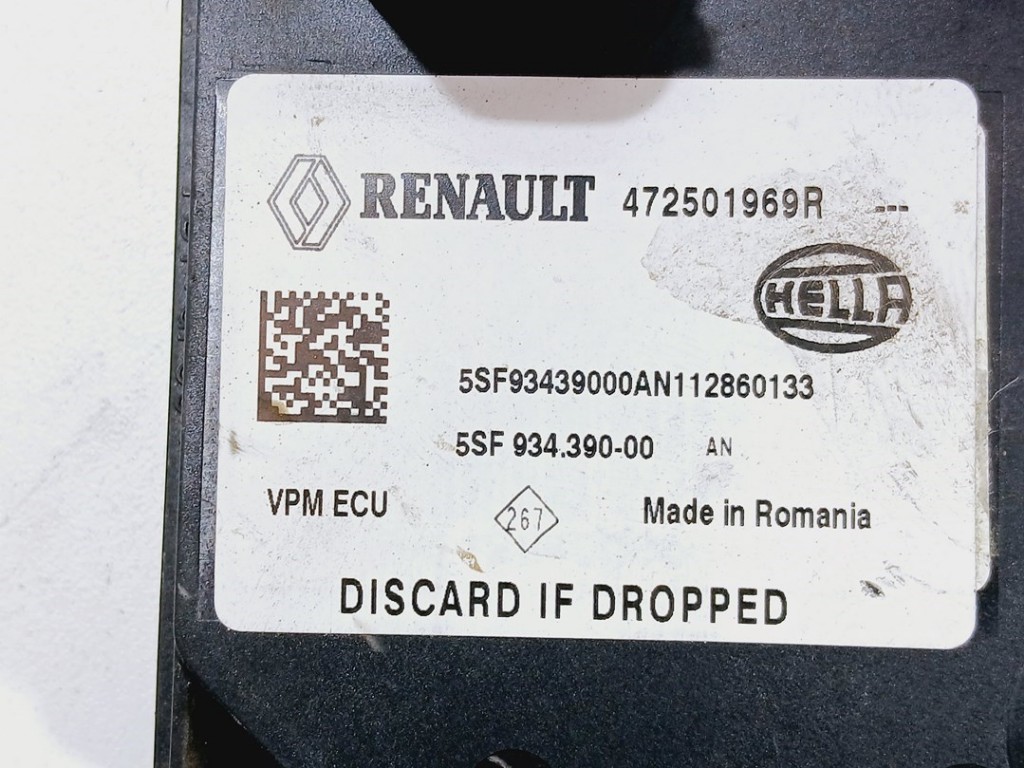 RENAULT 472501969R ---
HELLA
5SF93439000AN112860133
5SF 934.390-00 AN
VPM ECU 267 Made in Romania
DISCARD IF DROPPED